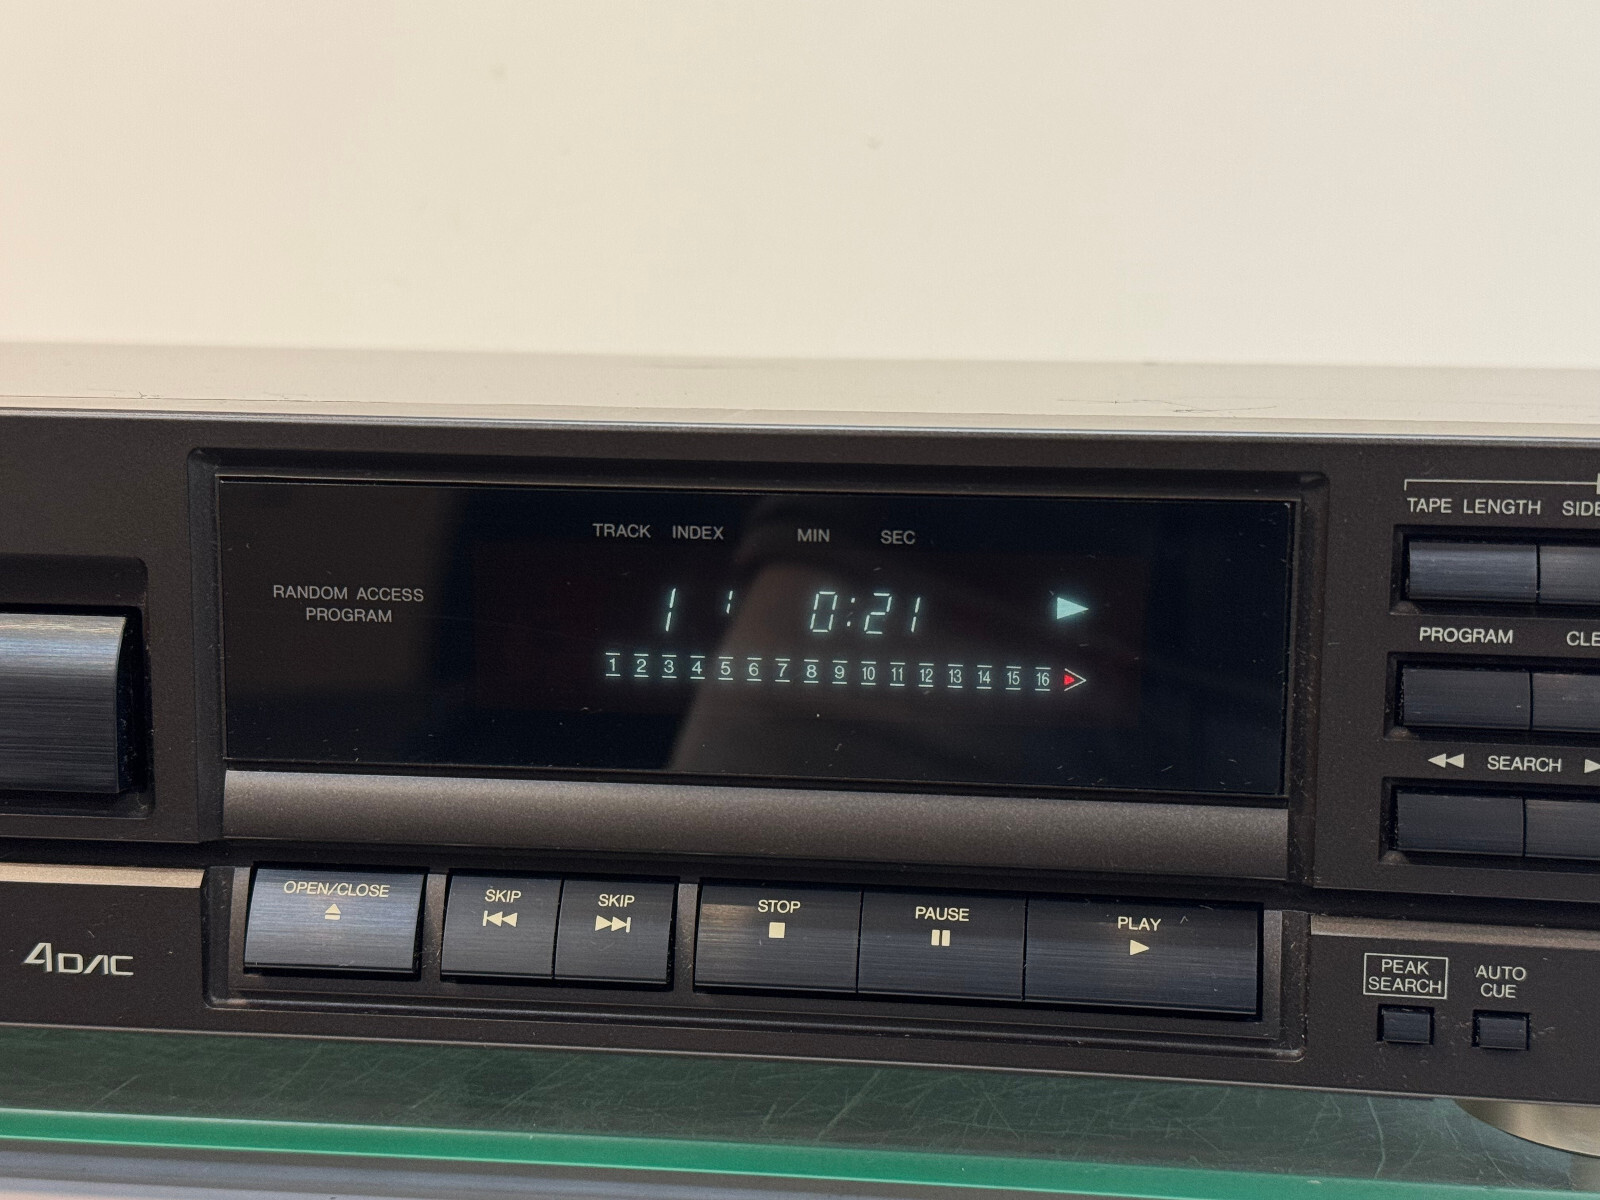 TRACK INDEX MIN SEC
RANDOM ACCESS
PROGRAM
1 1 0:21
1 2 3 4 5 6 7 8 9 10 11 12 13 14 15 16
TAPE LENGTH SIDE
PROGRAM CLE
SEARCH
OPEN/CLOSE
SKIP
SKIP
STOP
PAUSE
PLAY
4DAC
PEAK
SEARCH
AUTO
CUE